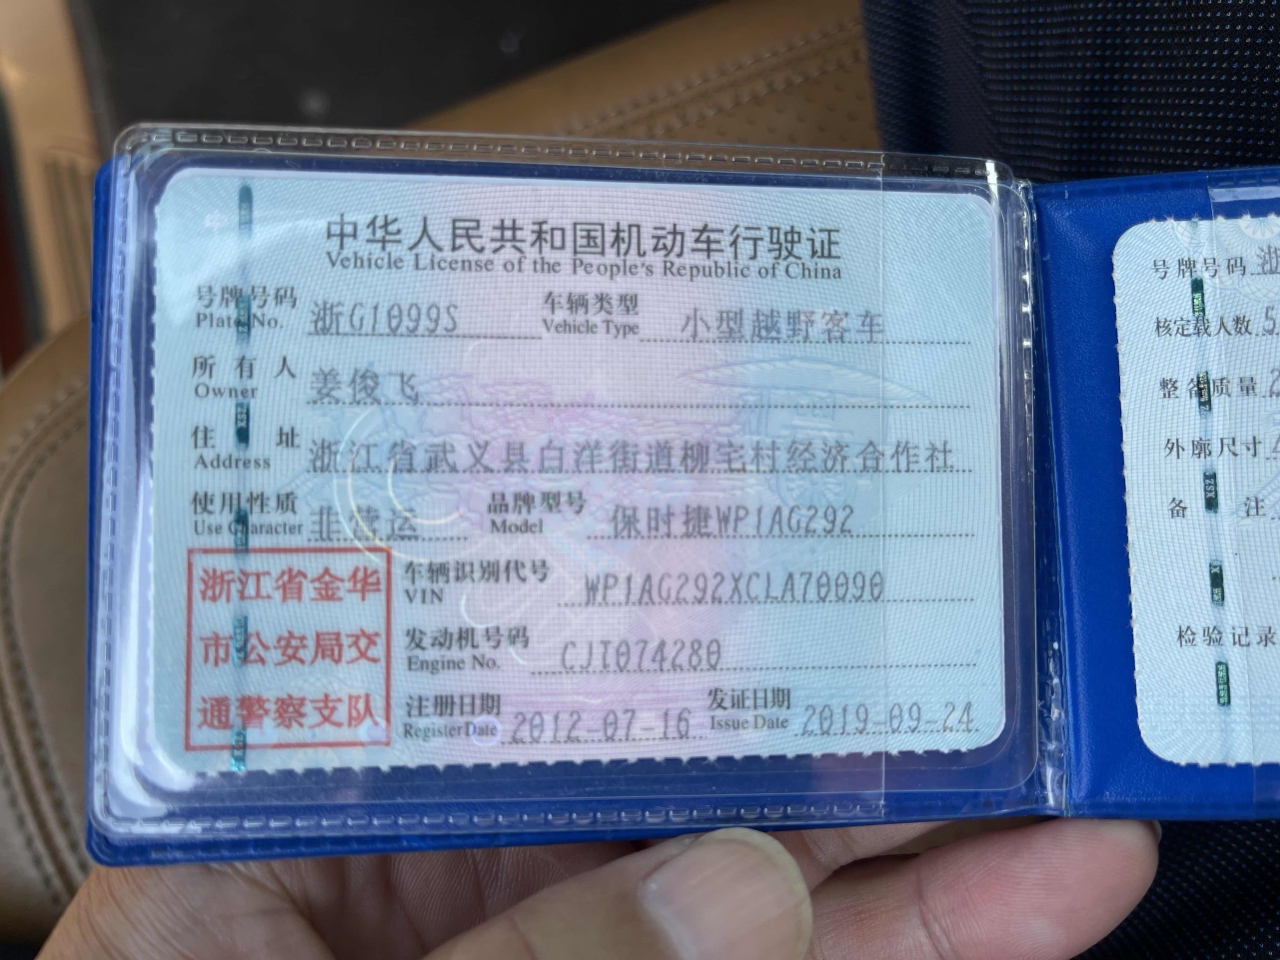 中华人民共和国机动车行驶证
Vehicle License of the People's Republic of China
号牌号码 浙G1099S 车辆类型 小型越野客车
Plate No. Vehicle Type
所有人 姜俊飞
Owner
住址 浙江省武义县白洋街道柳宅村经济合作社
Address
使用性质 非营运 品牌型号 保时捷WP1AG292
Use Character Model
浙江省金华 车辆识别代号 WP1AG292XCLA70090
VIN
市公安局交 发动机号码 CJT074280
Engine No.
通警察支队 注册日期 2012-07-16 发证日期 2019-09-24
Register Date Issue Date
号牌号码 浙
核定载人数 5
整备质量 2
外廓尺寸
备注
检验记录